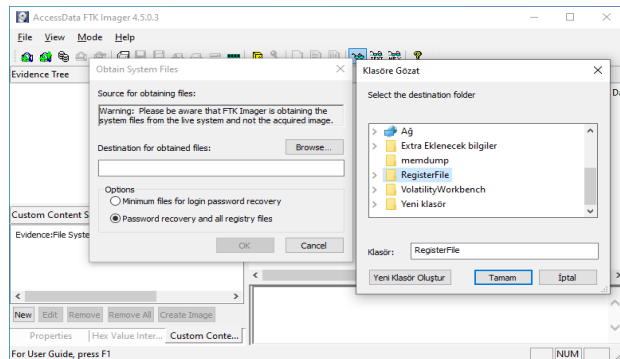 AccessData FTK Imager 4.5.0.3
File View Mode Help
Evidence Tree
Obtain System Files
Source for obtaining files:
Warning: Please be aware that FTK Imager is obtaining the
system files from the live system and not the acquired image.
Destination for obtained files:
Browse...
Options
Minimum files for login password recovery
Password recovery and all registry files
OK
Cancel
Klasöre Gözat
Select the destination folder
Ağ
Extra Eklenecek bilgiler
memdump
RegisterFile
VolatilityWorkbench
Yeni klasör
Klasör:
RegisterFile
Yeni Klasör Oluştur
Tamam
İptal
Custom Content S
Evidence:File Syste
New Edit Remove Remove All Create Image
Properties
Hex Value Inter...
Custom Conte...
For User Guide, press F1
NUM